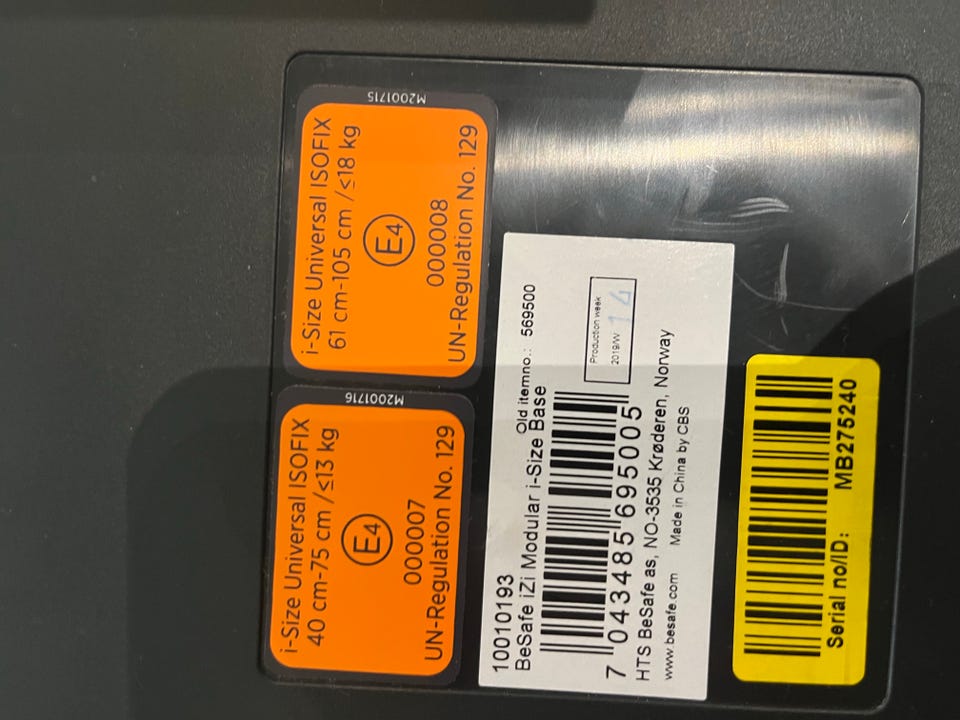 i-Size Universal ISOFIX
40 cm-75 cm /≤13 kg
E4
000007
UN-Regulation No. 129
M2001716
i-Size Universal ISOFIX
61 cm-105 cm /≤18 kg
E4
000008
UN-Regulation No. 129
M2001715
10010193
Old itemno.: 569500
BeSafe iZi Modular i-Size Base
7 043485 695005
Production week
2019/W 14
HTS BeSafe as, NO-3535 Krøderen, Norway
www.besafe.com Made in China by CBS
Serial no/ID: MB275240